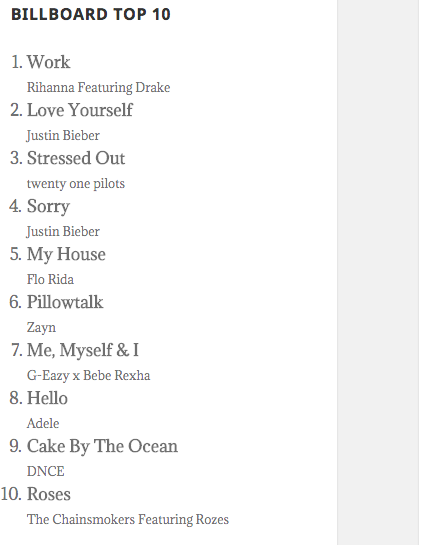 BILLBOARD TOP 10
1. Work
Rihanna Featuring Drake
2. Love Yourself
Justin Bieber
3. Stressed Out
twenty one pilots
4. Sorry
Justin Bieber
5. My House
Flo Rida
6. Pillowtalk
Zayn
7. Me, Myself & I
G-Eazy x Bebe Rexha
8. Hello
Adele
9. Cake By The Ocean
DNCE
10. Roses
The Chainsmokers Featuring Rozes